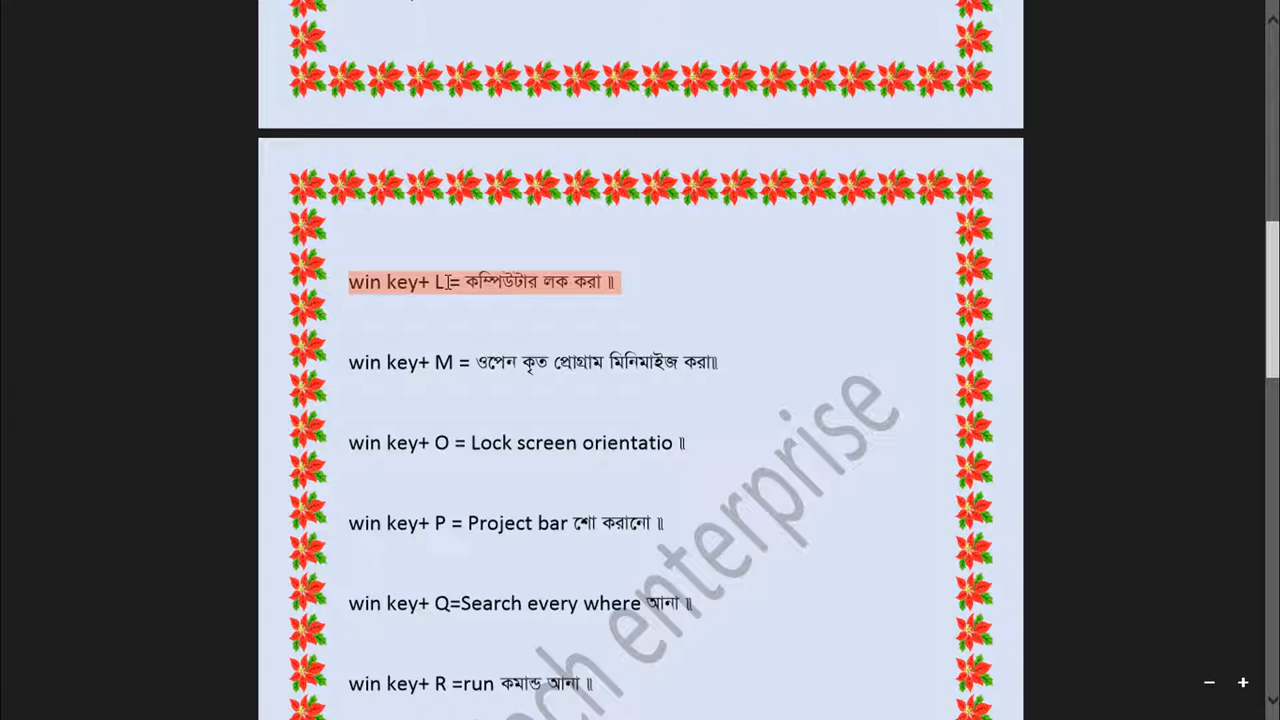 win key+ L = কম্পিউটার লক করা ॥
win key+ M = ওপেন কৃত প্রোগ্রাম মিনিমাইজ করা॥
win key+ O = Lock screen orientatio ॥
win key+ P = Project bar শো করানো ॥
win key+ Q=Search every where আনা ॥
win key+ R =run কমান্ড আনা ॥
ech enterprise